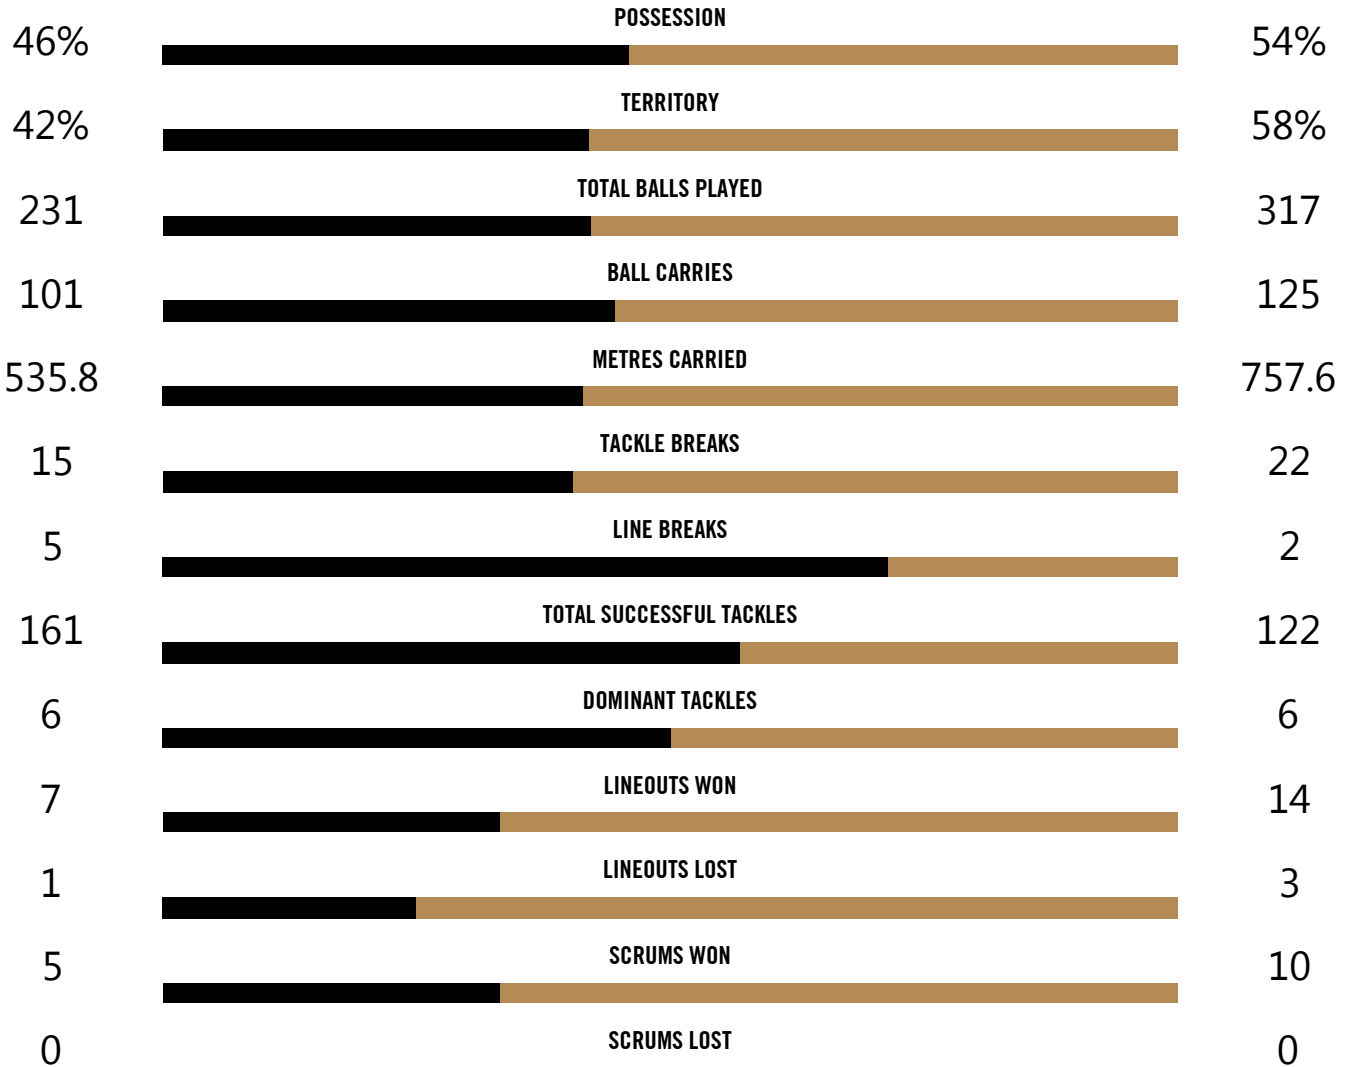 POSSESSION
46% 54%
TERRITORY
42% 58%
TOTAL BALLS PLAYED
231 317
BALL CARRIES
101 125
METRES CARRIED
535.8 757.6
TACKLE BREAKS
15 22
LINE BREAKS
5 2
TOTAL SUCCESSFUL TACKLES
161 122
DOMINANT TACKLES
6 6
LINEOUTS WON
7 14
LINEOUTS LOST
1 3
SCRUMS WON
5 10
SCRUMS LOST
0 0